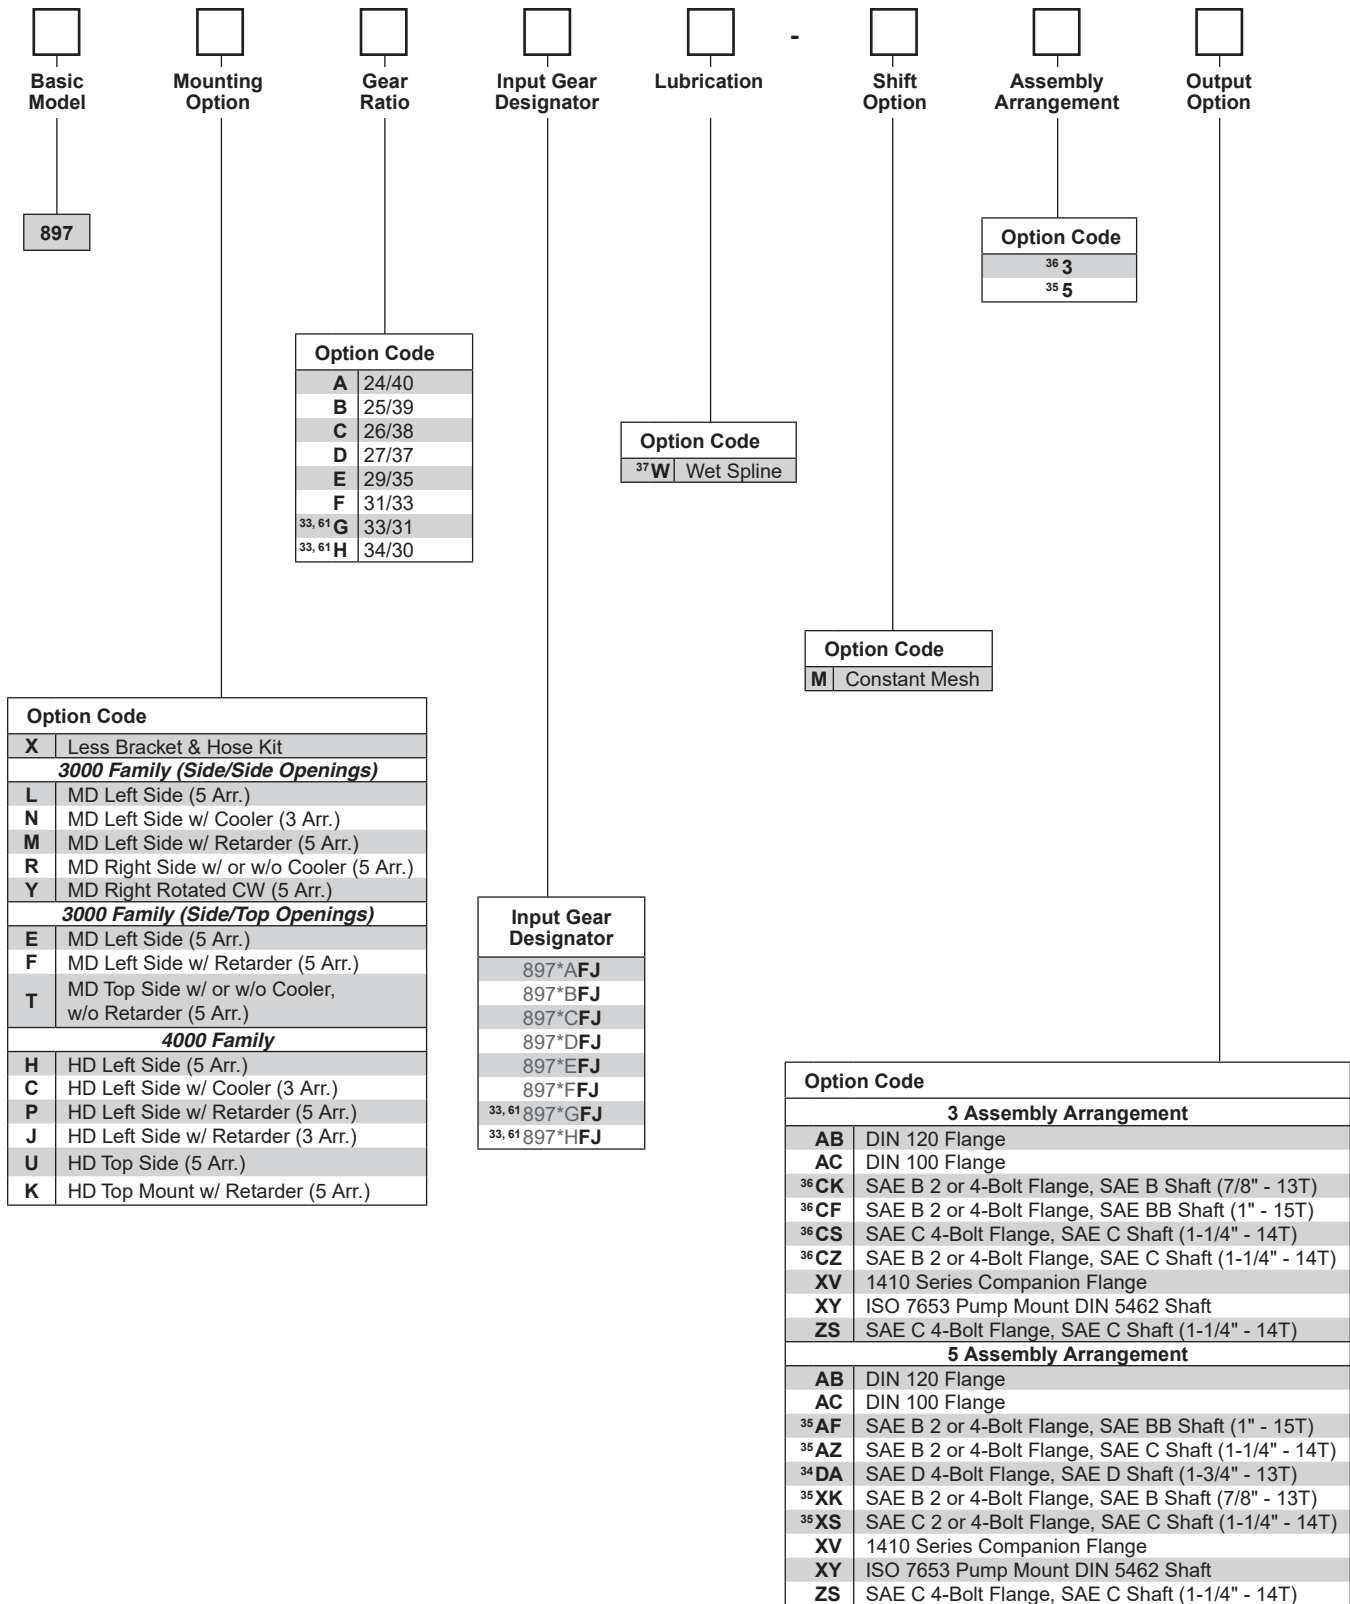 -
Basic Model
Mounting Option
Gear Ratio
Input Gear Designator
Lubrication
Shift Option
Assembly Arrangement
Output Option
897
Option Code
36 3
35 5
Option Code
A 24/40
B 25/39
C 26/38
D 27/37
E 29/35
F 31/33
33, 61 G 33/31
33, 61 H 34/30
Option Code
37 W Wet Spline
Option Code
M Constant Mesh
Option Code
X Less Bracket & Hose Kit
3000 Family (Side/Side Openings)
L MD Left Side (5 Arr.)
N MD Left Side w/ Cooler (3 Arr.)
M MD Left Side w/ Retarder (5 Arr.)
R MD Right Side w/ or w/o Cooler (5 Arr.)
Y MD Right Rotated CW (5 Arr.)
3000 Family (Side/Top Openings)
E MD Left Side (5 Arr.)
F MD Left Side w/ Retarder (5 Arr.)
T MD Top Side w/ or w/o Cooler,
w/o Retarder (5 Arr.)
4000 Family
H HD Left Side (5 Arr.)
C HD Left Side w/ Cooler (3 Arr.)
P HD Left Side w/ Retarder (5 Arr.)
J HD Left Side w/ Retarder (3 Arr.)
U HD Top Side (5 Arr.)
K HD Top Mount w/ Retarder (5 Arr.)
Input Gear
Designator
897*AFJ
897*BFJ
897*CFJ
897*DFJ
897*EFJ
897*FFJ
33, 61 897*GFJ
33, 61 897*HFJ
Option Code
3 Assembly Arrangement
AB DIN 120 Flange
AC DIN 100 Flange
36 CK SAE B 2 or 4-Bolt Flange, SAE B Shaft (7/8" - 13T)
36 CF SAE B 2 or 4-Bolt Flange, SAE BB Shaft (1" - 15T)
36 CS SAE C 4-Bolt Flange, SAE C Shaft (1-1/4" - 14T)
36 CZ SAE B 2 or 4-Bolt Flange, SAE C Shaft (1-1/4" - 14T)
XV 1410 Series Companion Flange
XY ISO 7653 Pump Mount DIN 5462 Shaft
ZS SAE C 4-Bolt Flange, SAE C Shaft (1-1/4" - 14T)
5 Assembly Arrangement
AB DIN 120 Flange
AC DIN 100 Flange
35 AF SAE B 2 or 4-Bolt Flange, SAE BB Shaft (1" - 15T)
35 AZ SAE B 2 or 4-Bolt Flange, SAE C Shaft (1-1/4" - 14T)
34 DA SAE D 4-Bolt Flange, SAE D Shaft (1-3/4" - 13T)
35 XK SAE B 2 or 4-Bolt Flange, SAE B Shaft (7/8" - 13T)
35 XS SAE C 2 or 4-Bolt Flange, SAE C Shaft (1-1/4" - 14T)
XV 1410 Series Companion Flange
XY ISO 7653 Pump Mount DIN 5462 Shaft
ZS SAE C 4-Bolt Flange, SAE C Shaft (1-1/4" - 14T)